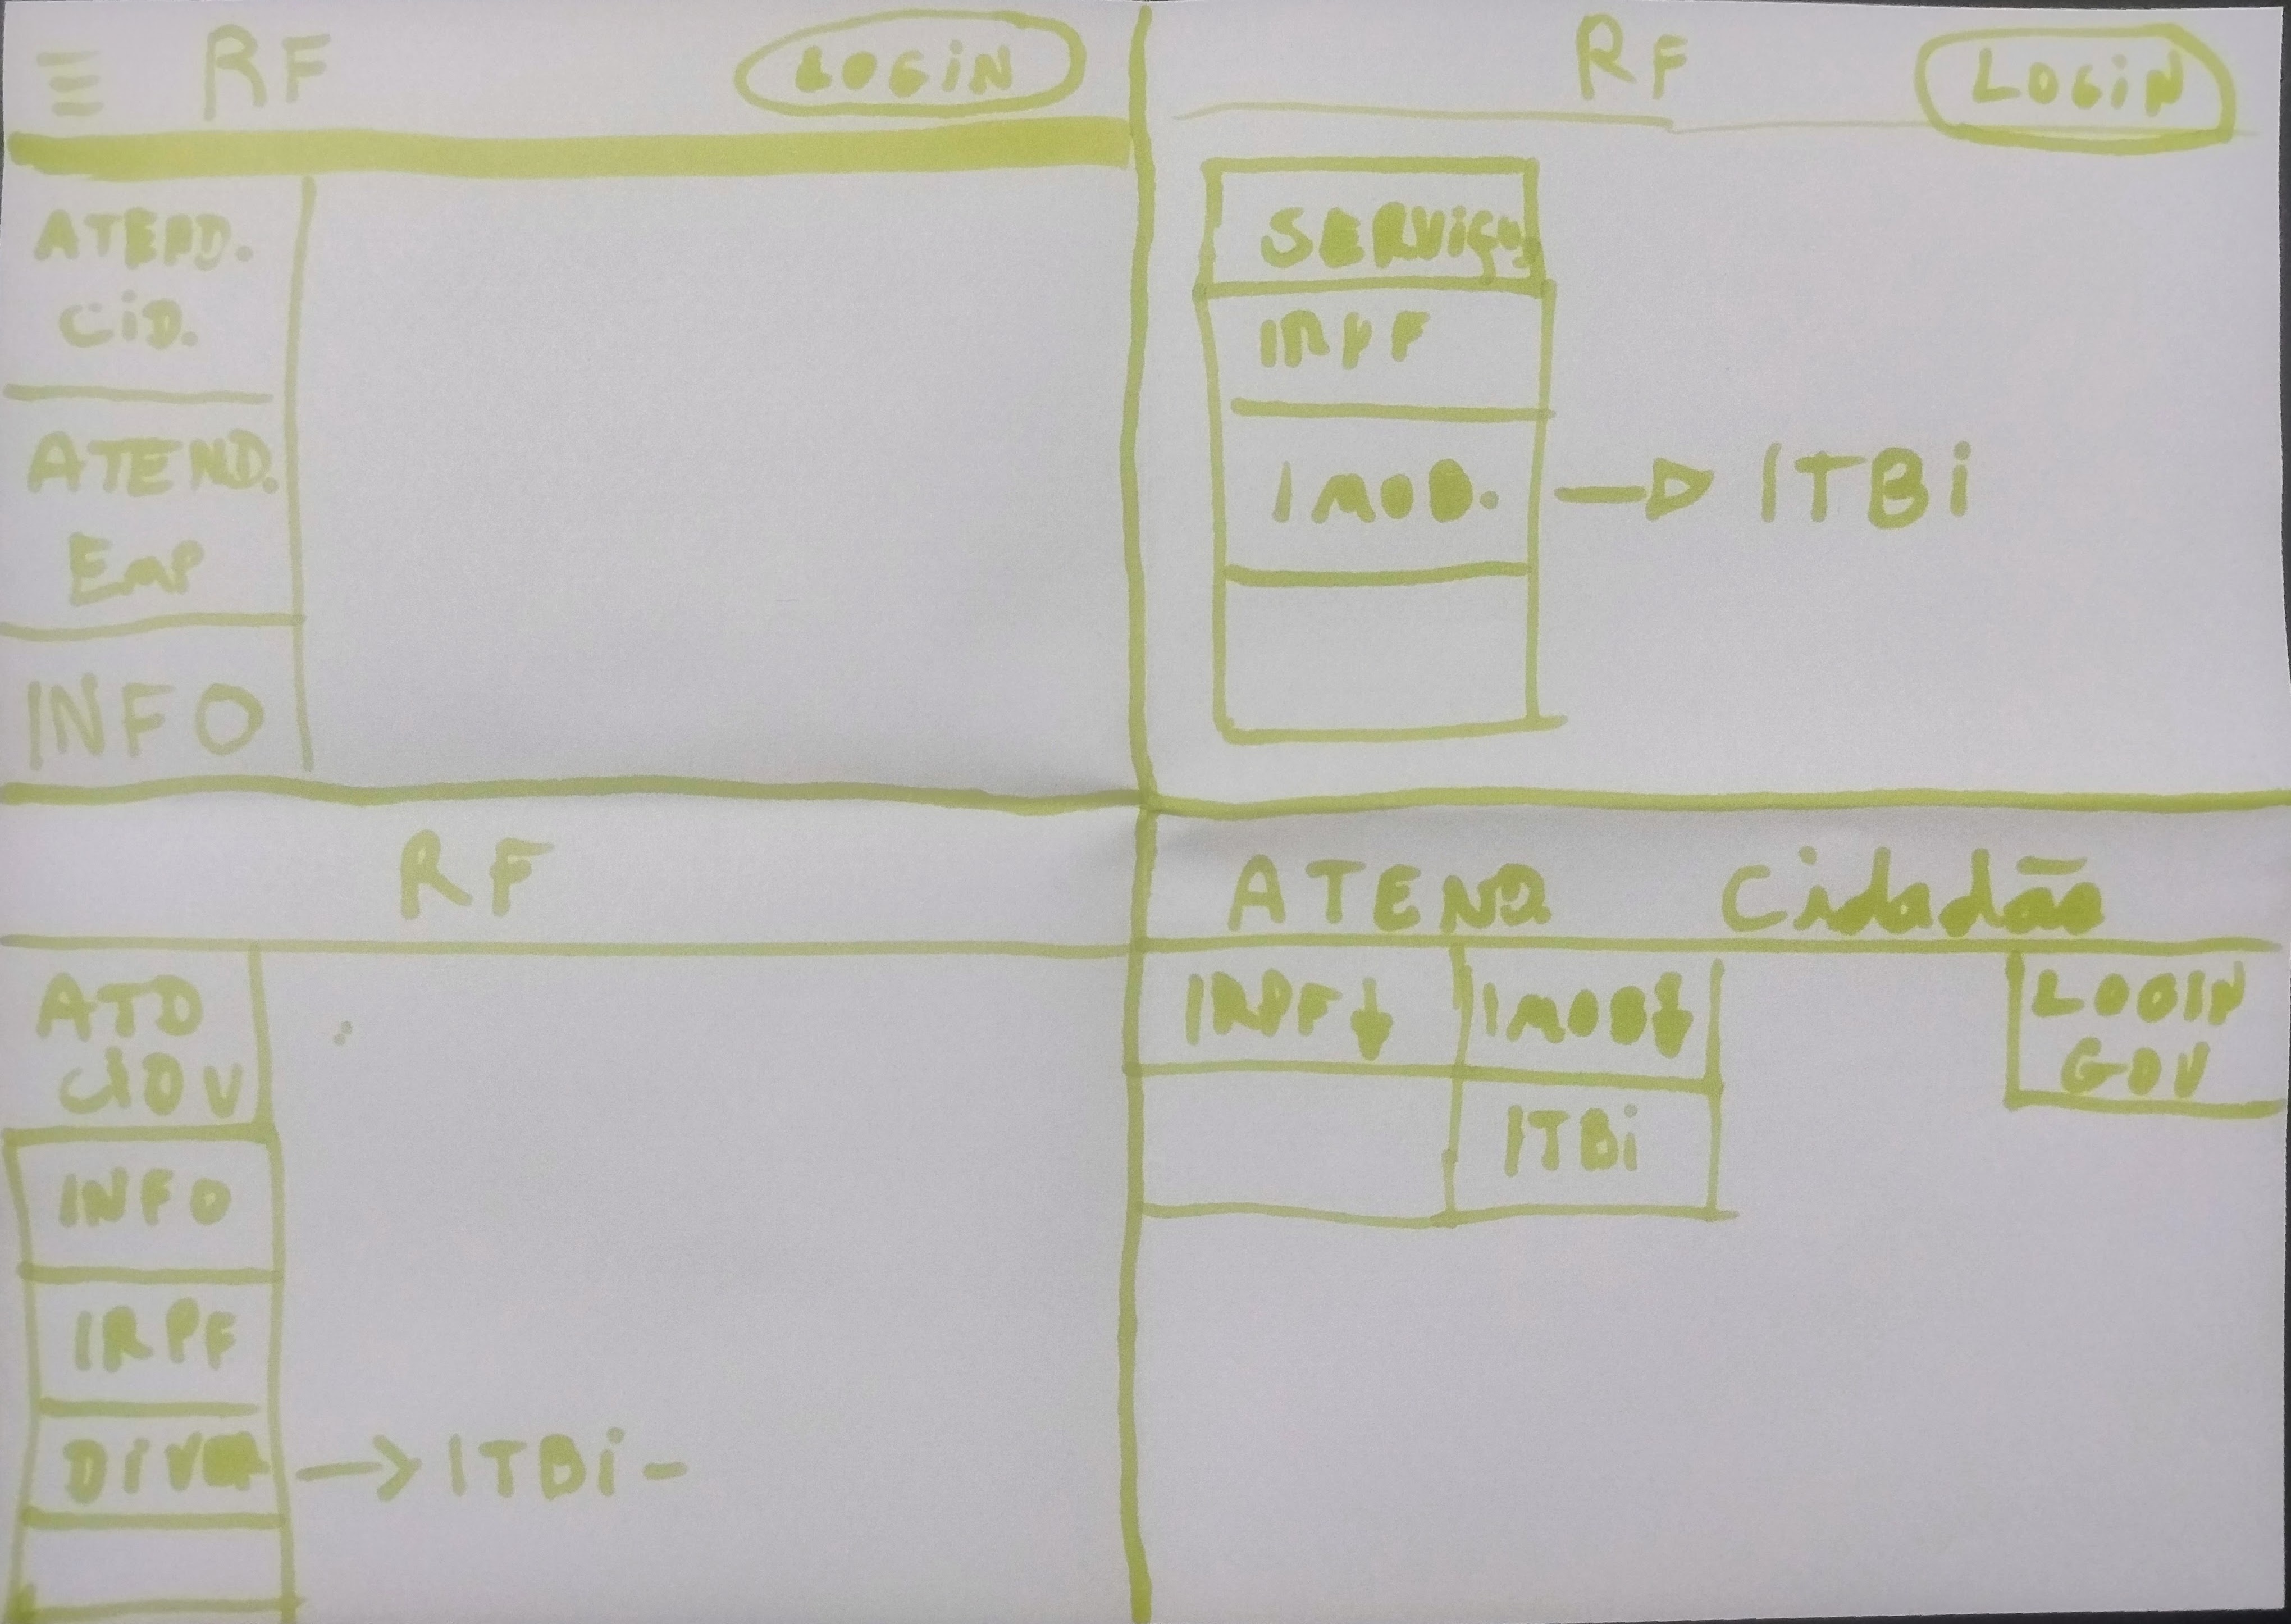 RF LOGIN
ATEND.
CID.
ATEND.
EMP
INFO
RF LOGIN
SERVIÇOS
IRPF
IMOB. → ITBi
RF
ATD
INFO
IRPF
→ ITBi -
ATEND Cidadão
IRPF ↓ IMOB ↓ LOGIN
GOV
ITBi